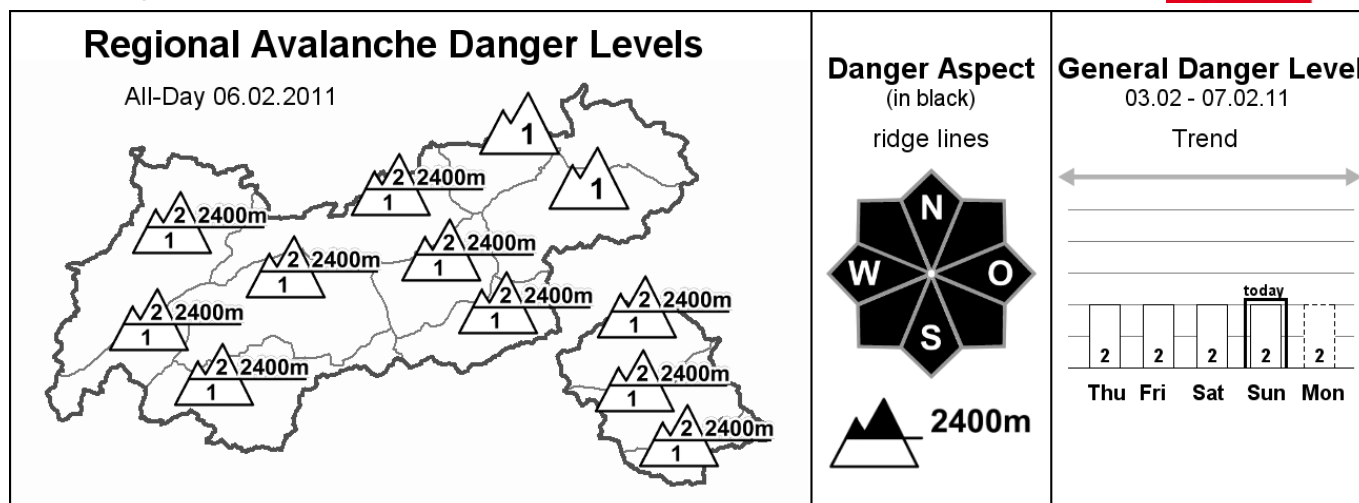 Regional Avalanche Danger Levels
All-Day 06.02.2011
1
1
2 2400m
1
2 2400m
1
2 2400m
1
2 2400m
1
2 2400m
1
2 2400m
1
2 2400m
1
2 2400m
1
2 2400m
1
2 2400m
1
Danger Aspect
(in black)
ridge lines
N
W O
S
2400m
General Danger Level
03.02 - 07.02.11
Trend
today
2 2 2 2 2
Thu Fri Sat Sun Mon